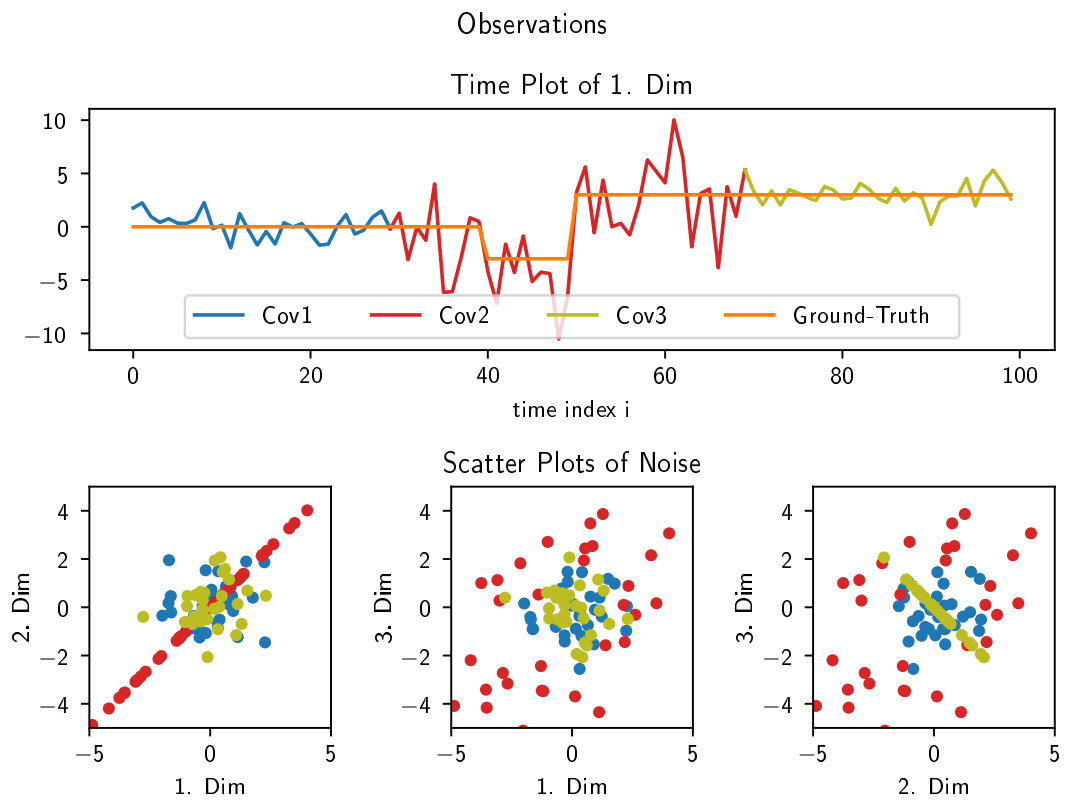 Observations
Time Plot of 1. Dim
10
5
0
−5
−10
Cov1 Cov2 Cov3 Ground-Truth
0 20 40 60 80 100
time index i
Scatter Plots of Noise
2. Dim
4
2
0
−2
−4
−5 0 5
1. Dim
3. Dim
4
2
0
−2
−4
−5 0 5
1. Dim
3. Dim
4
2
0
−2
−4
−5 0 5
2. Dim